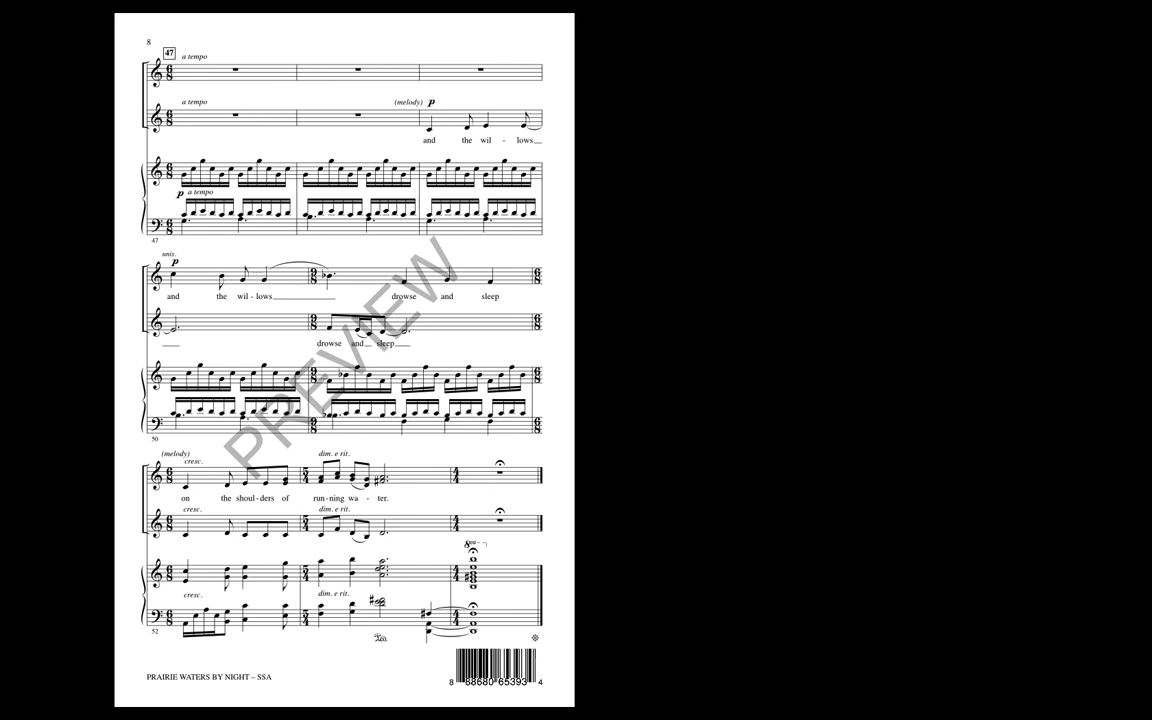 8
47
a tempo
a tempo
(melody) p
and the wil - lows
p a tempo
47
unis.
p
and the wil - lows drowse and sleep
drowse and sleep
50
(melody)
cresc. dim. e rit.
on the shoul - ders of run - ning wa - ter.
cresc. dim. e rit.
8va
cresc. dim. e rit.
52
Ped.
PREVIEW
PRAIRIE WATERS BY NIGHT – SSA
8 88680 65393 4